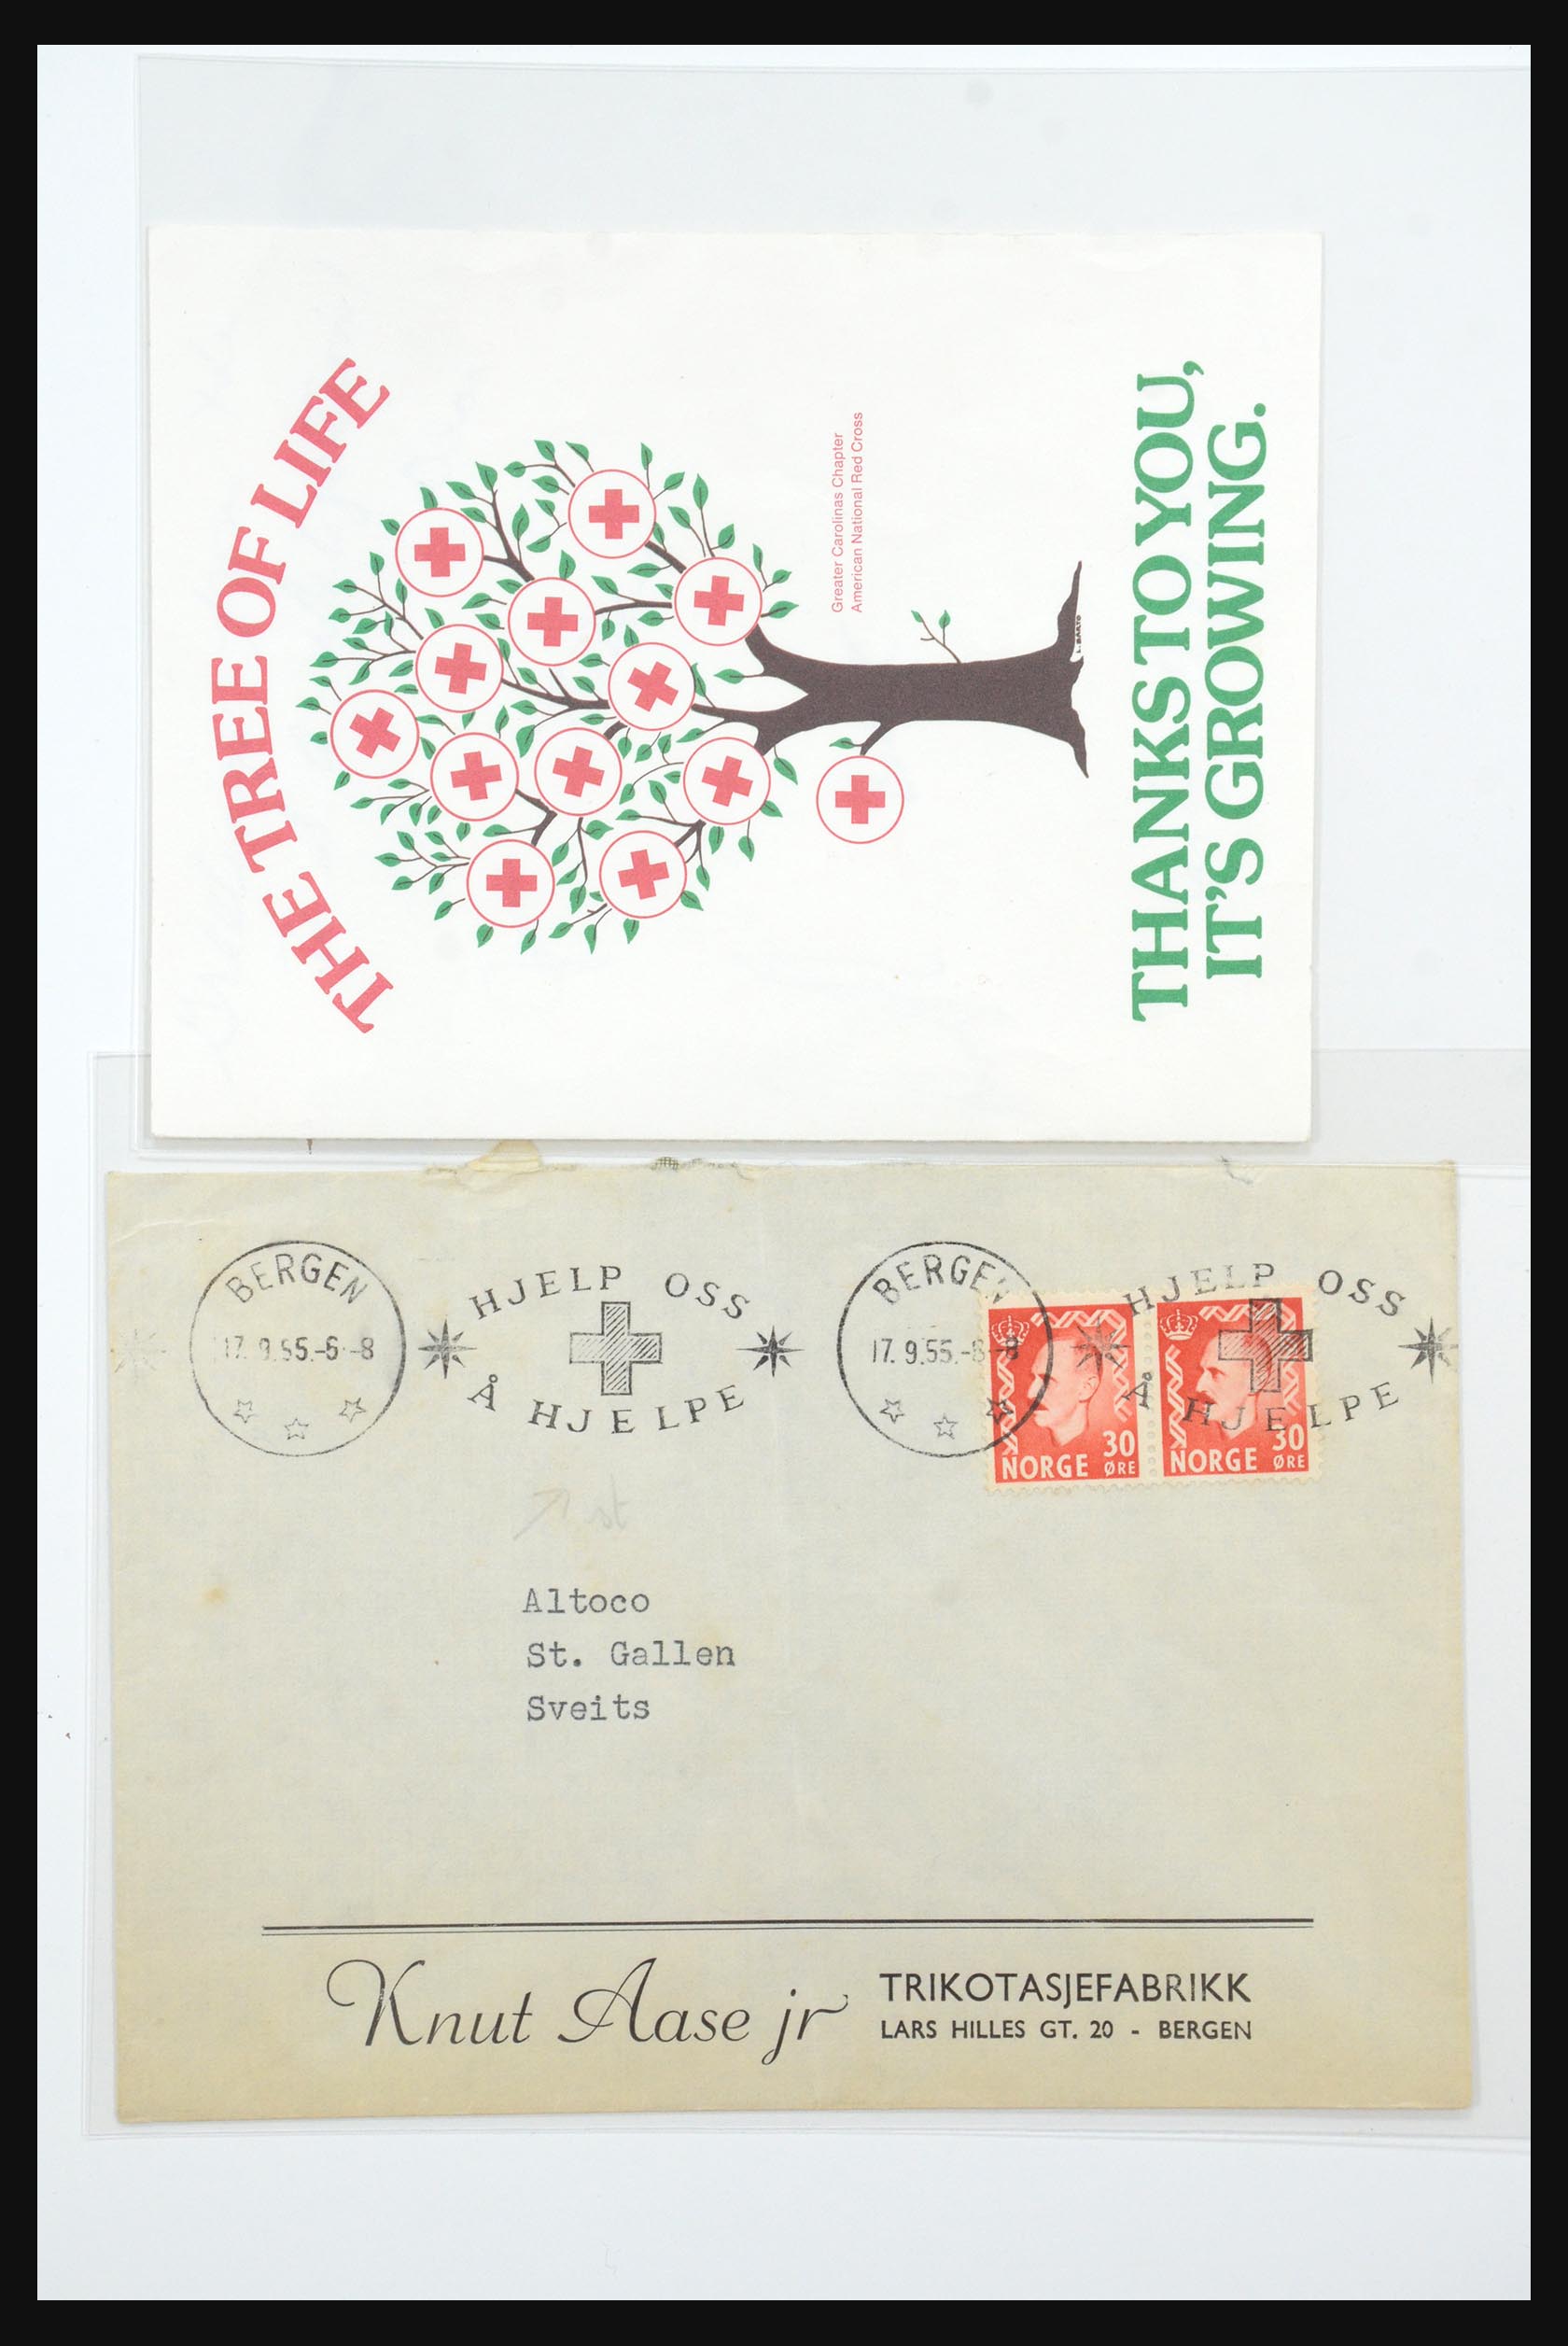 THE TREE OF LIFE
Greater Carolinas Chapter
American National Red Cross
THANKS TO YOU,
IT'S GROWING.
BERGEN
17.9.55.-6-8
HJELP OSS
Å HJELPE
BERGEN
17.9.55.-6-8
HJELP OSS
Å HJELPE
30
NORGE ØRE
30
NORGE ØRE
Altoco
St. Gallen
Sveits
Knut Aase jr
TRIKOTASJEFABRIKK
LARS HILLES GT. 20 - BERGEN